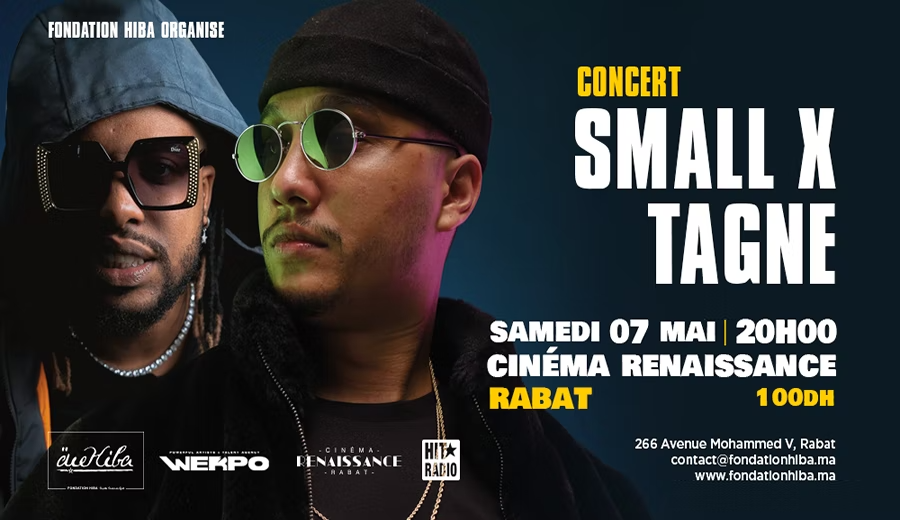 FONDATION HIBA ORGANISE
CONCERT
SMALL X
TAGNE
SAMEDI 07 MAI | 20H00
CINÉMA RENAISSANCE
RABAT 100DH
266 Avenue Mohammed V, Rabat
contact@fondationhiba.ma
www.fondationhiba.ma
WEKPO
-CINÉMA-
RENAISSANCE
-RABAT-
HIT★
RADIO
Dior